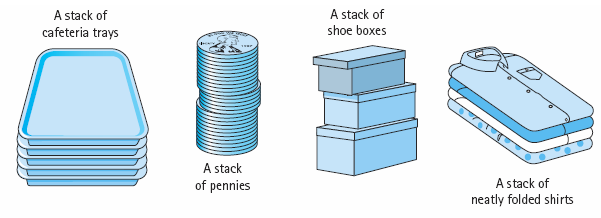 A stack of
cafeteria trays
A stack
of pennies
A stack of
shoe boxes
A stack of
neatly folded shirts